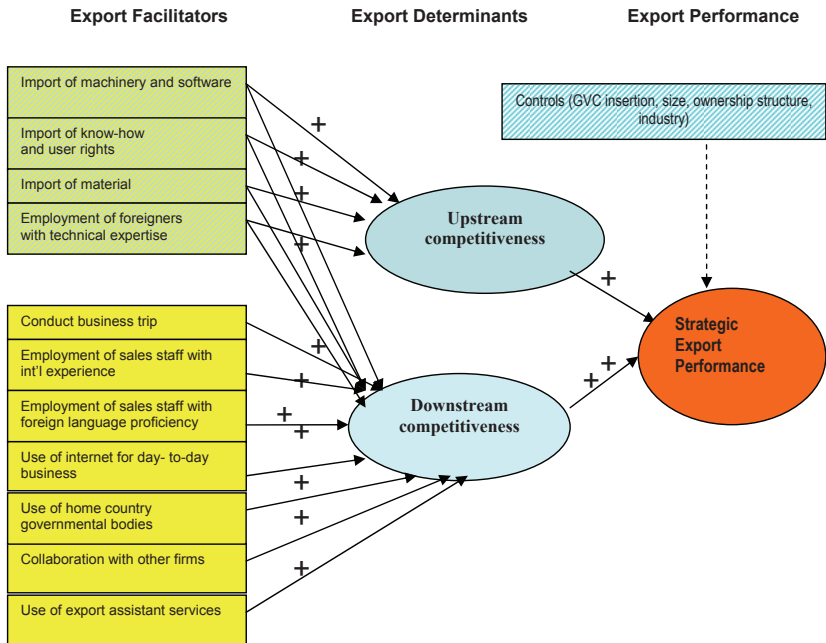 Export Facilitators
Export Determinants
Export Performance
Import of machinery and software
Import of know-how
and user rights
Import of material
Employment of foreigners
with technical expertise
Controls (GVC insertion, size, ownership structure,
industry)
+
+
+
+
Upstream
competitiveness
+
Strategic
Export
Performance
Conduct business trip
Employment of sales staff with
int'l experience
Employment of sales staff with
foreign language proficiency
Use of internet for day- to-day
business
Use of home country
governmental bodies
Collaboration with other firms
Use of export assistant services
+
+
+
+
+
+
+
Downstream
competitiveness
+
+